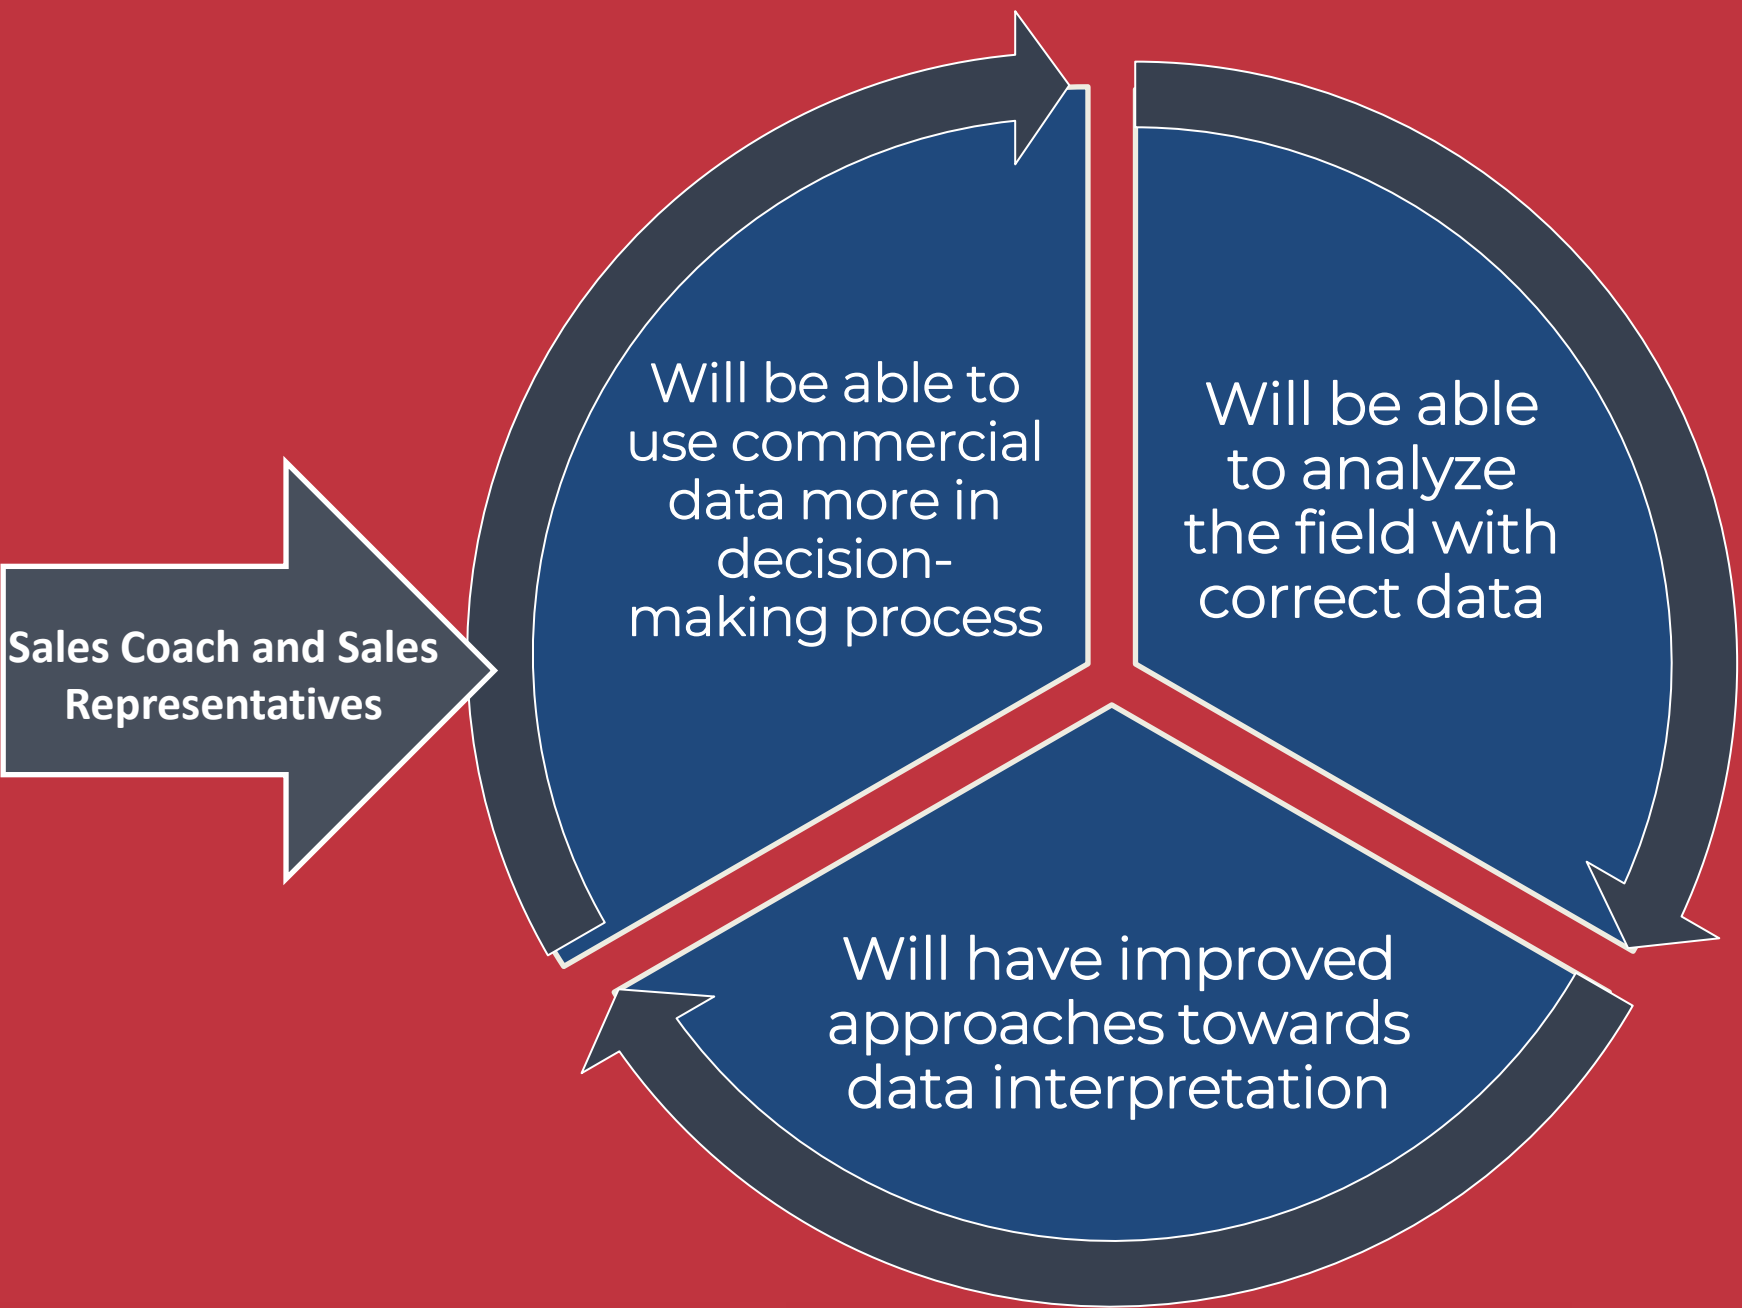 Sales Coach and Sales
Representatives
Will be able to
use commercial
data more in
decision-
making process
Will be able
to analyze
the field with
correct data
Will have improved
approaches towards
data interpretation